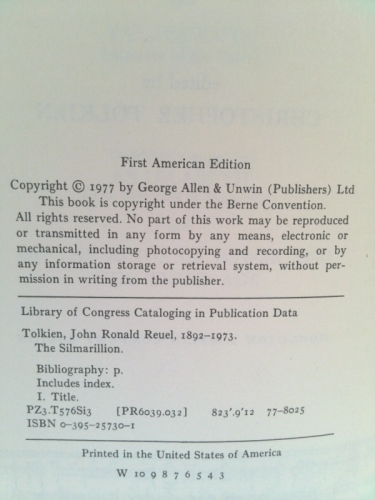 First American Edition
Copyright © 1977 by George Allen & Unwin (Publishers) Ltd
This book is copyright under the Berne Convention.
All rights reserved. No part of this work may be reproduced
or transmitted in any form by any means, electronic or
mechanical, including photocopying and recording, or by
any information storage or retrieval system, without per-
mission in writing from the publisher.
Library of Congress Cataloging in Publication Data
Tolkien, John Ronald Reuel, 1892-1973.
The Silmarillion.
Bibliography: p.
Includes index.
I. Title.
PZ3.T576Si3 [PR6039.032] 823'.9'12 77-8025
ISBN 0-395-25730-1
Printed in the United States of America
W 10 9 8 7 6 5 4 3